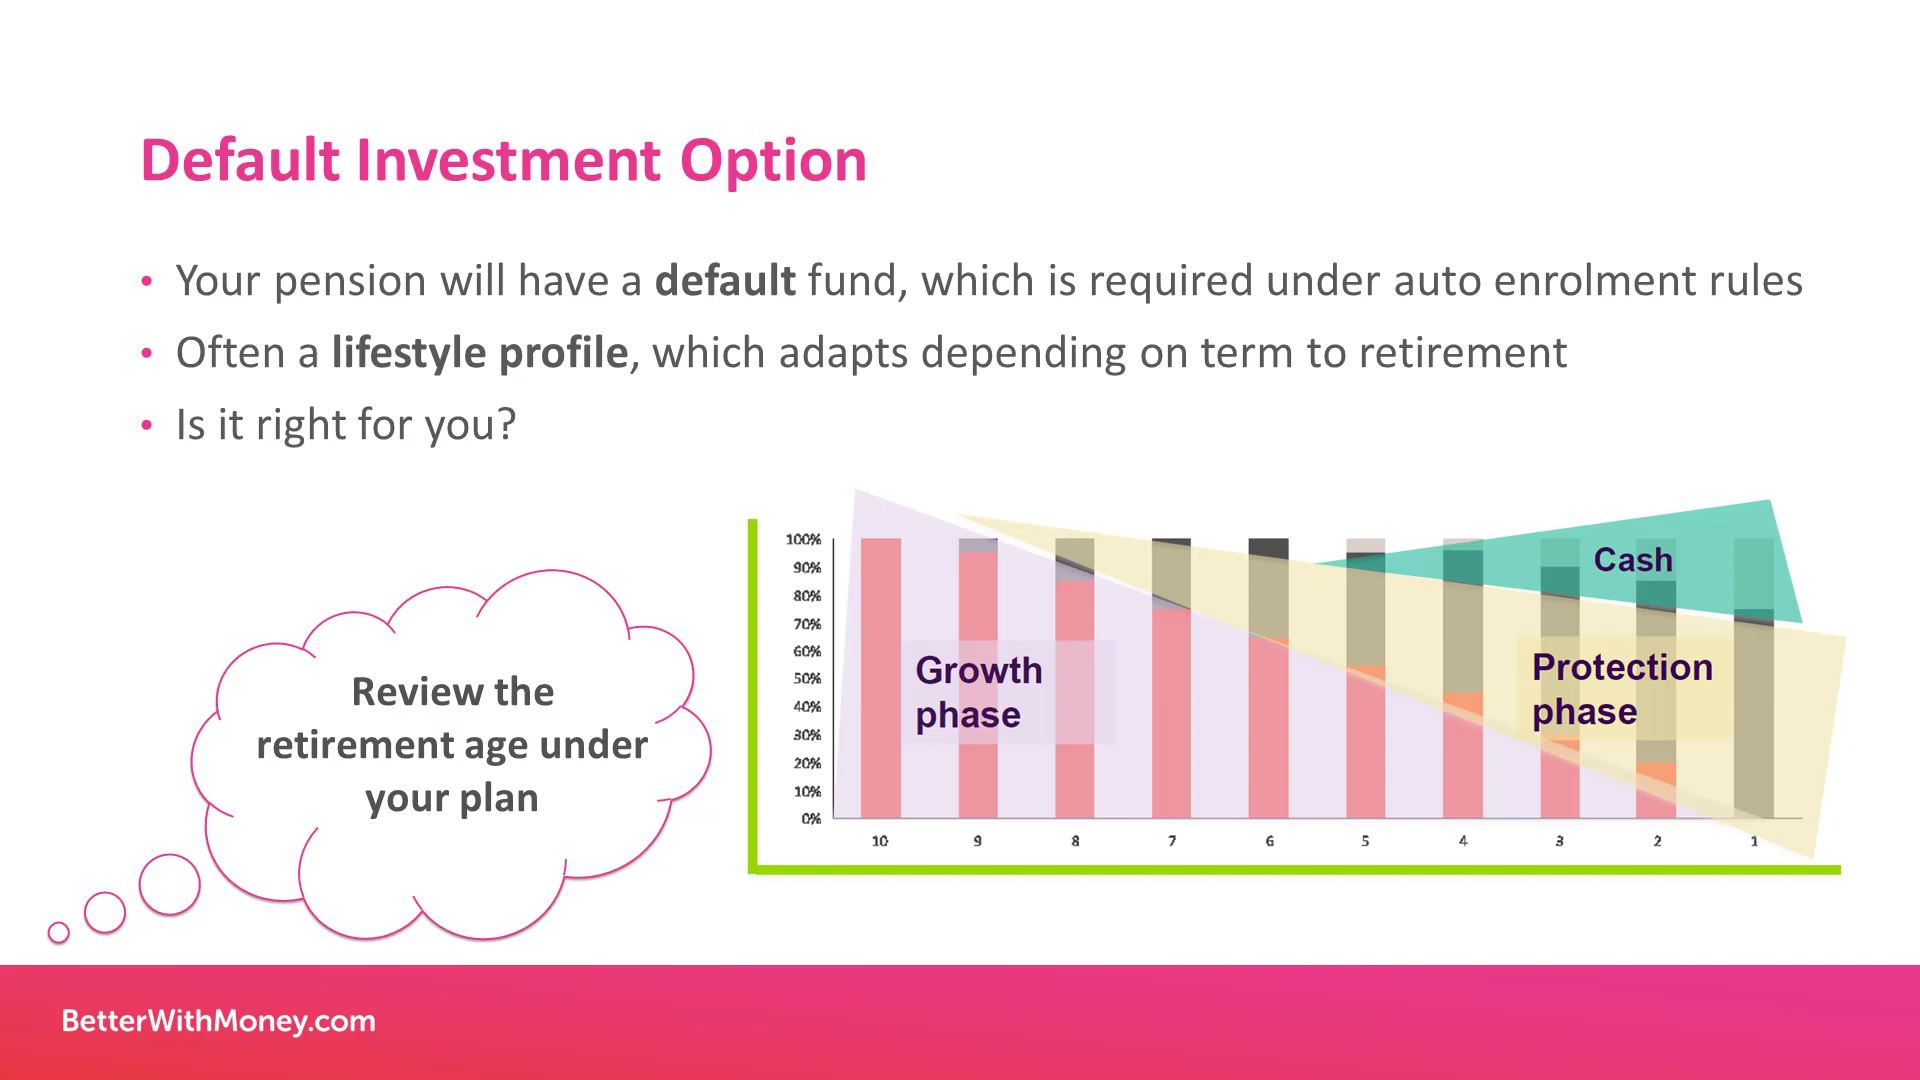 Default Investment Option
• Your pension will have a default fund, which is required under auto enrolment rules
• Often a lifestyle profile, which adapts depending on term to retirement
• Is it right for you?
Review the
retirement age under
your plan
100%
90%
80%
70%
60%
50%
40%
30%
20%
10%
0%
10 9 8 7 6 5 4 3 2 1
Growth
phase
Cash
Protection
phase
BetterWithMoney.com